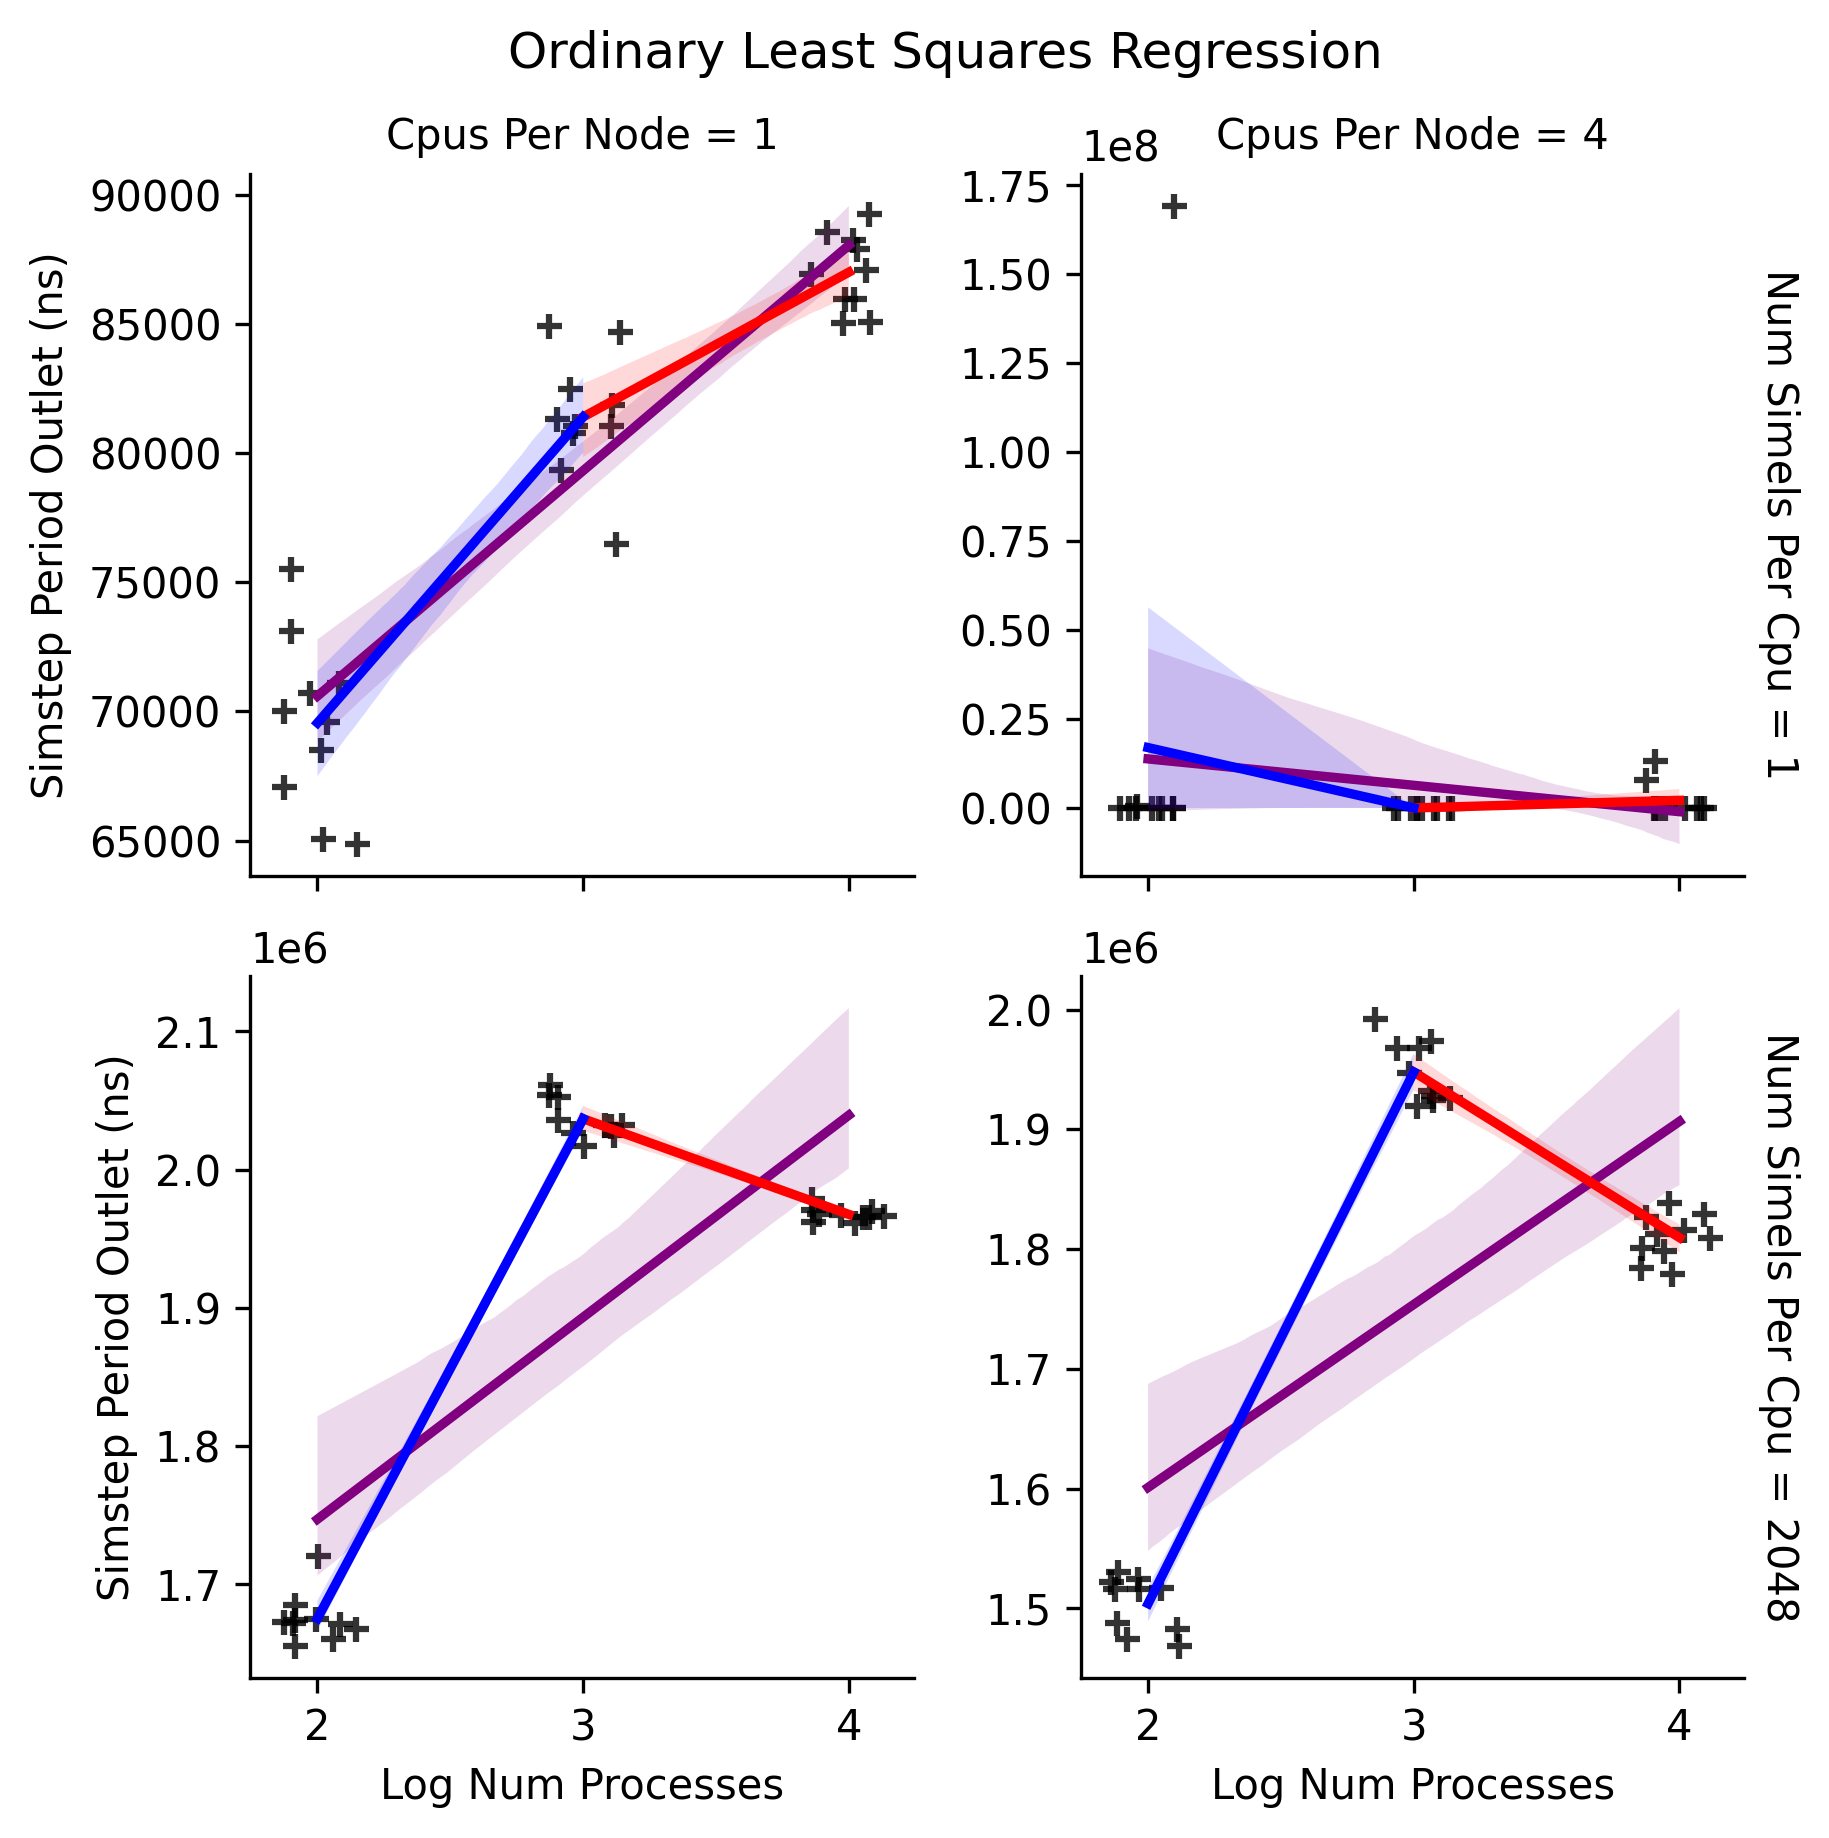 Ordinary Least Squares Regression
Cpus Per Node = 1
Cpus Per Node = 4
1e8
Simstep Period Outlet (ns)
90000
85000
80000
75000
70000
65000
1.75
1.50
1.25
1.00
0.75
0.50
0.25
0.00
Num Simels Per Cpu = 1
1e6
1e6
Simstep Period Outlet (ns)
2.1
2.0
1.9
1.8
1.7
2.0
1.9
1.8
1.7
1.6
1.5
Num Simels Per Cpu = 2048
2 3 4
2 3 4
Log Num Processes
Log Num Processes